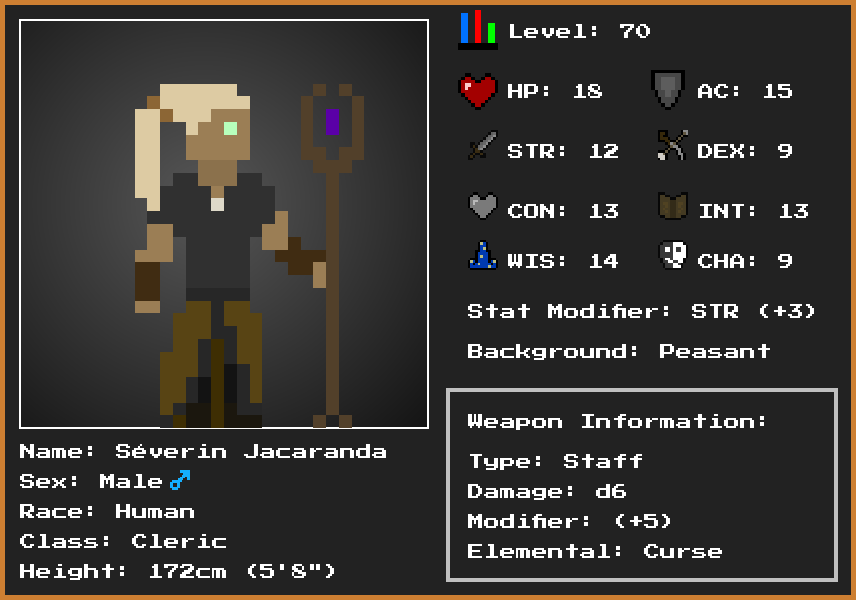 Level: 70
HP: 18
AC: 15
STR: 12
DEX: 9
CON: 13
INT: 13
WIS: 14
CHA: 9
Stat Modifier: STR (+3)
Background: Peasant
Weapon Information:
Type: Staff
Damage: d6
Modifier: (+5)
Elemental: Curse
Name: Séverin Jacaranda
Sex: Male ♂
Race: Human
Class: Cleric
Height: 172cm (5'8")